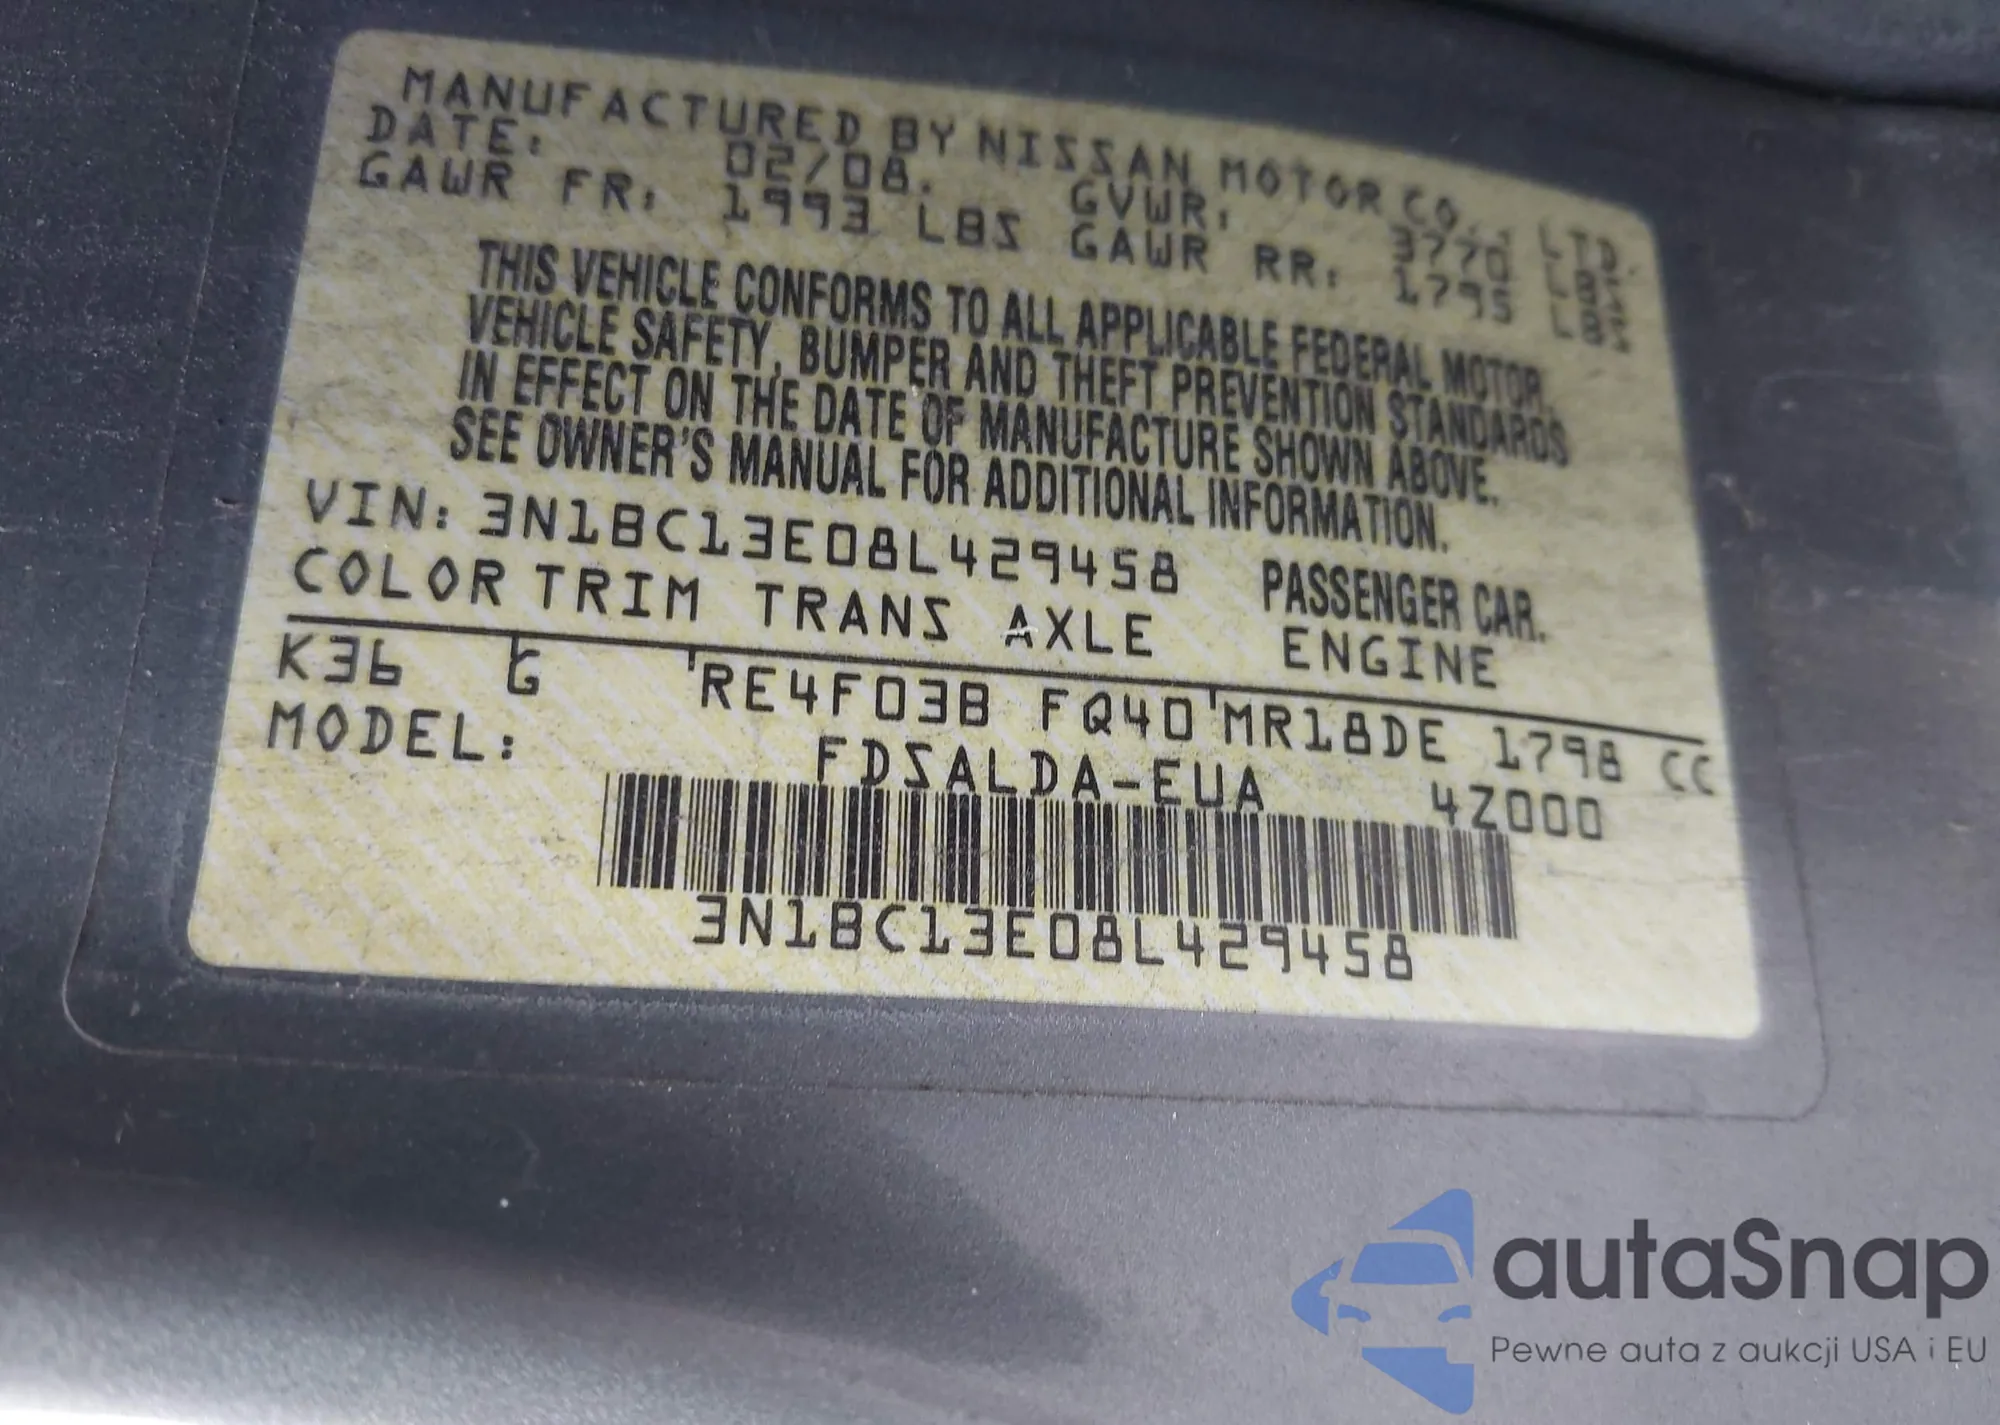 MANUFACTURED BY NISSAN MOTOR CO., LTD.
DATE: 02/08. GVWR: 3770 LBS
GAWR FR: 1993 LBS GAWR RR: 1795 LBS
THIS VEHICLE CONFORMS TO ALL APPLICABLE FEDERAL MOTOR
VEHICLE SAFETY, BUMPER AND THEFT PREVENTION STANDARDS
IN EFFECT ON THE DATE OF MANUFACTURE SHOWN ABOVE.
SEE OWNER'S MANUAL FOR ADDITIONAL INFORMATION.
VIN: 3N1BC13E08L429458 PASSENGER CAR.
COLOR TRIM TRANS AXLE ENGINE
K36 G RE4F03B FQ40 MR18DE 1798 CC
MODEL: FDSALDA-EUA 4Z000
3N1BC13E08L429458
autaSnap
Pewne auta z aukcji USA i EU